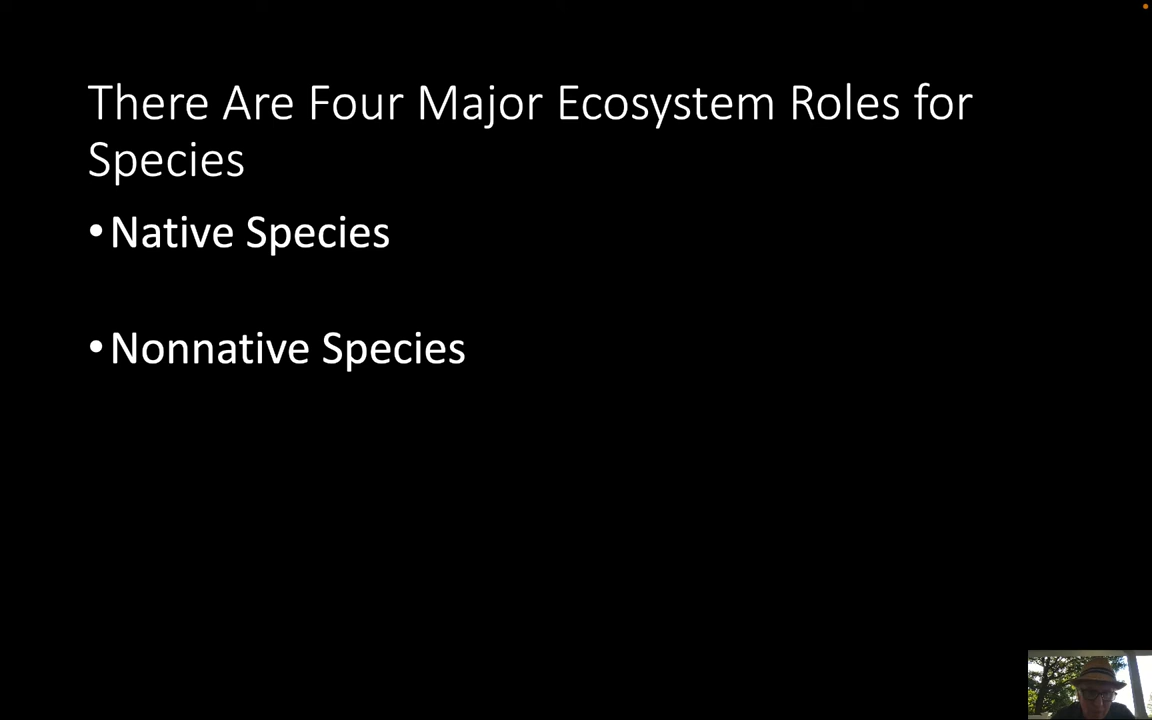 There Are Four Major Ecosystem Roles for
Species
•Native Species
•Nonnative Species